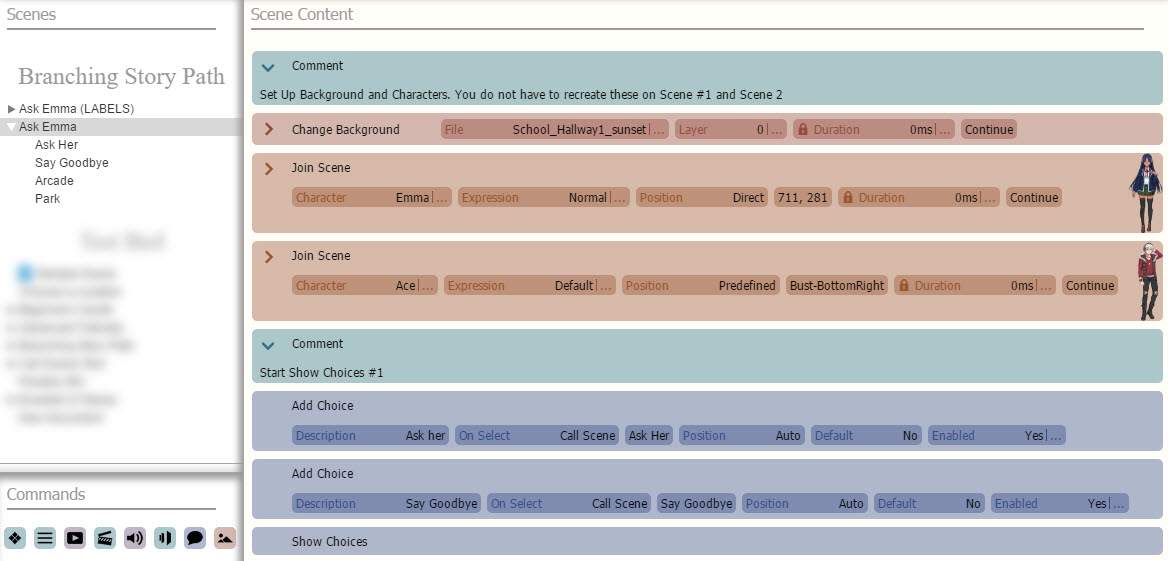 Scenes
Branching Story Path
Ask Emma (LABELS)
Ask Emma
Ask Her
Say Goodbye
Arcade
Park
Commands
Scene Content
Comment
Set Up Background and Characters. You do not have to recreate these on Scene #1 and Scene 2
Change Background File School_Hallway1_sunset|... Layer 0|... Duration 0ms|... Continue
Join Scene
Character Emma|... Expression Normal|... Position Direct 711, 281 Duration 0ms|... Continue
Join Scene
Character Ace|... Expression Default|... Position Predefined Bust-BottomRight Duration 0ms|... Continue
Comment
Start Show Choices #1
Add Choice
Description Ask her On Select Call Scene Ask Her Position Auto Default No Enabled Yes|...
Add Choice
Description Say Goodbye On Select Call Scene Say Goodbye Position Auto Default No Enabled Yes|...
Show Choices